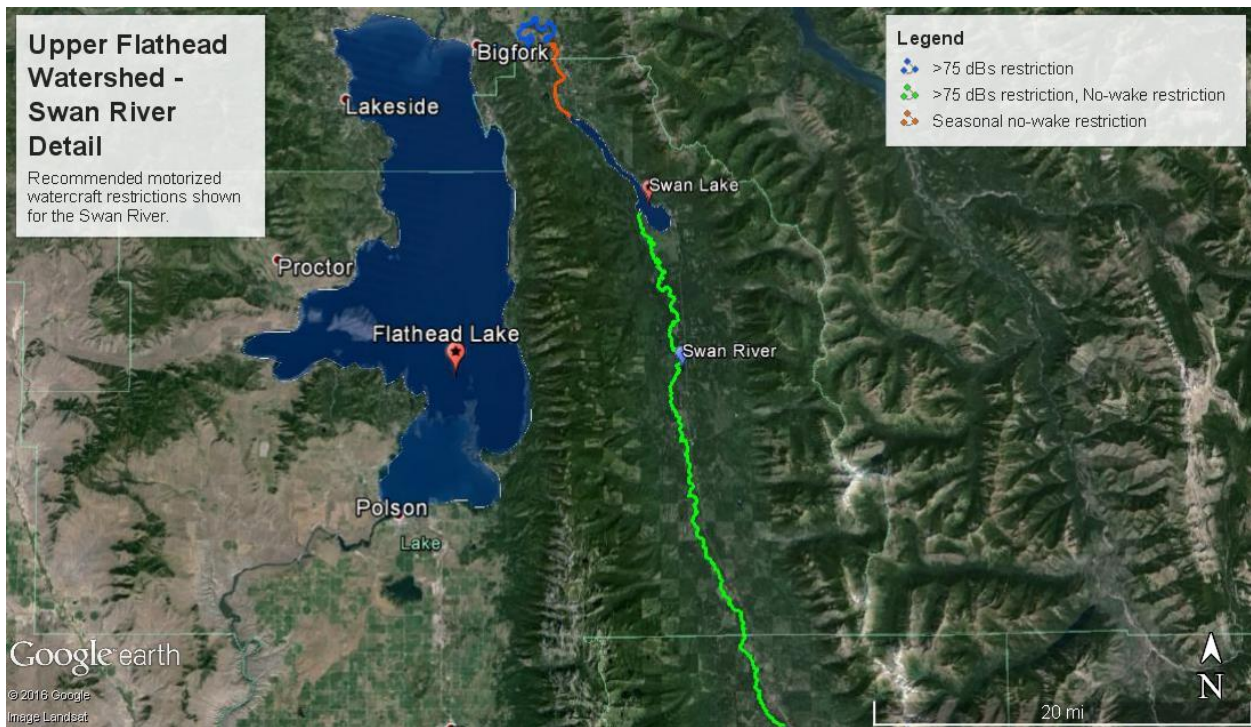 Upper Flathead
Watershed -
Swan River
Detail
Recommended motorized
watercraft restrictions shown
for the Swan River.
Legend
>75 dBs restriction
>75 dBs restriction, No-wake restriction
Seasonal no-wake restriction
Bigfork
Lakeside
Swan Lake
Proctor
Flathead Lake
Swan River
Polson
Lake
Google earth
© 2016 Google
Image Landsat
N
20 mi